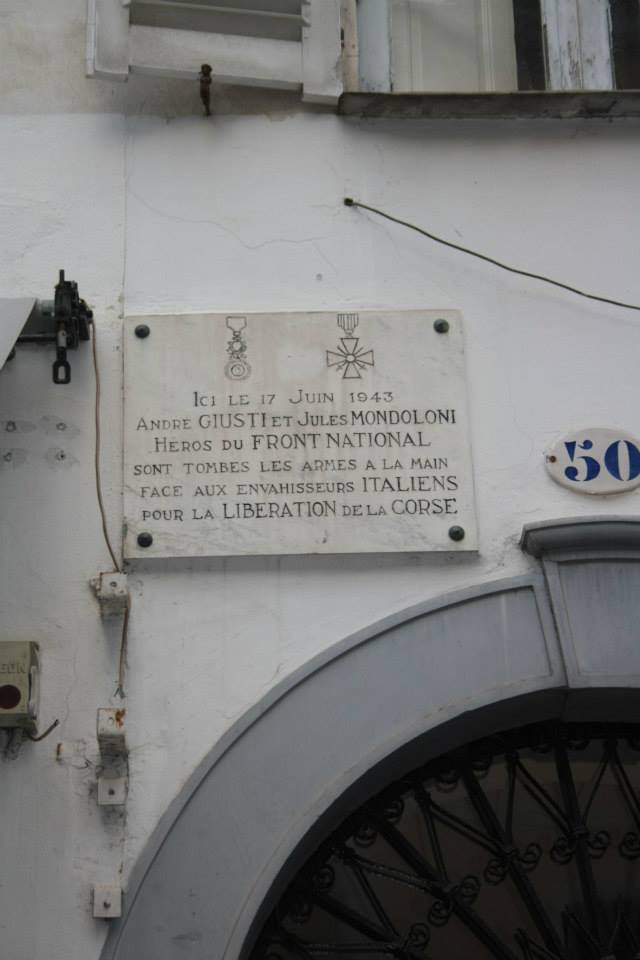 ICI LE 17 JUIN 1943
ANDRE GIUSTI ET JULES MONDOLONI
HEROS DU FRONT NATIONAL
SONT TOMBES LES ARMES A LA MAIN
FACE AUX ENVAHISSEURS ITALIENS
POUR LA LIBERATION DE LA CORSE
50